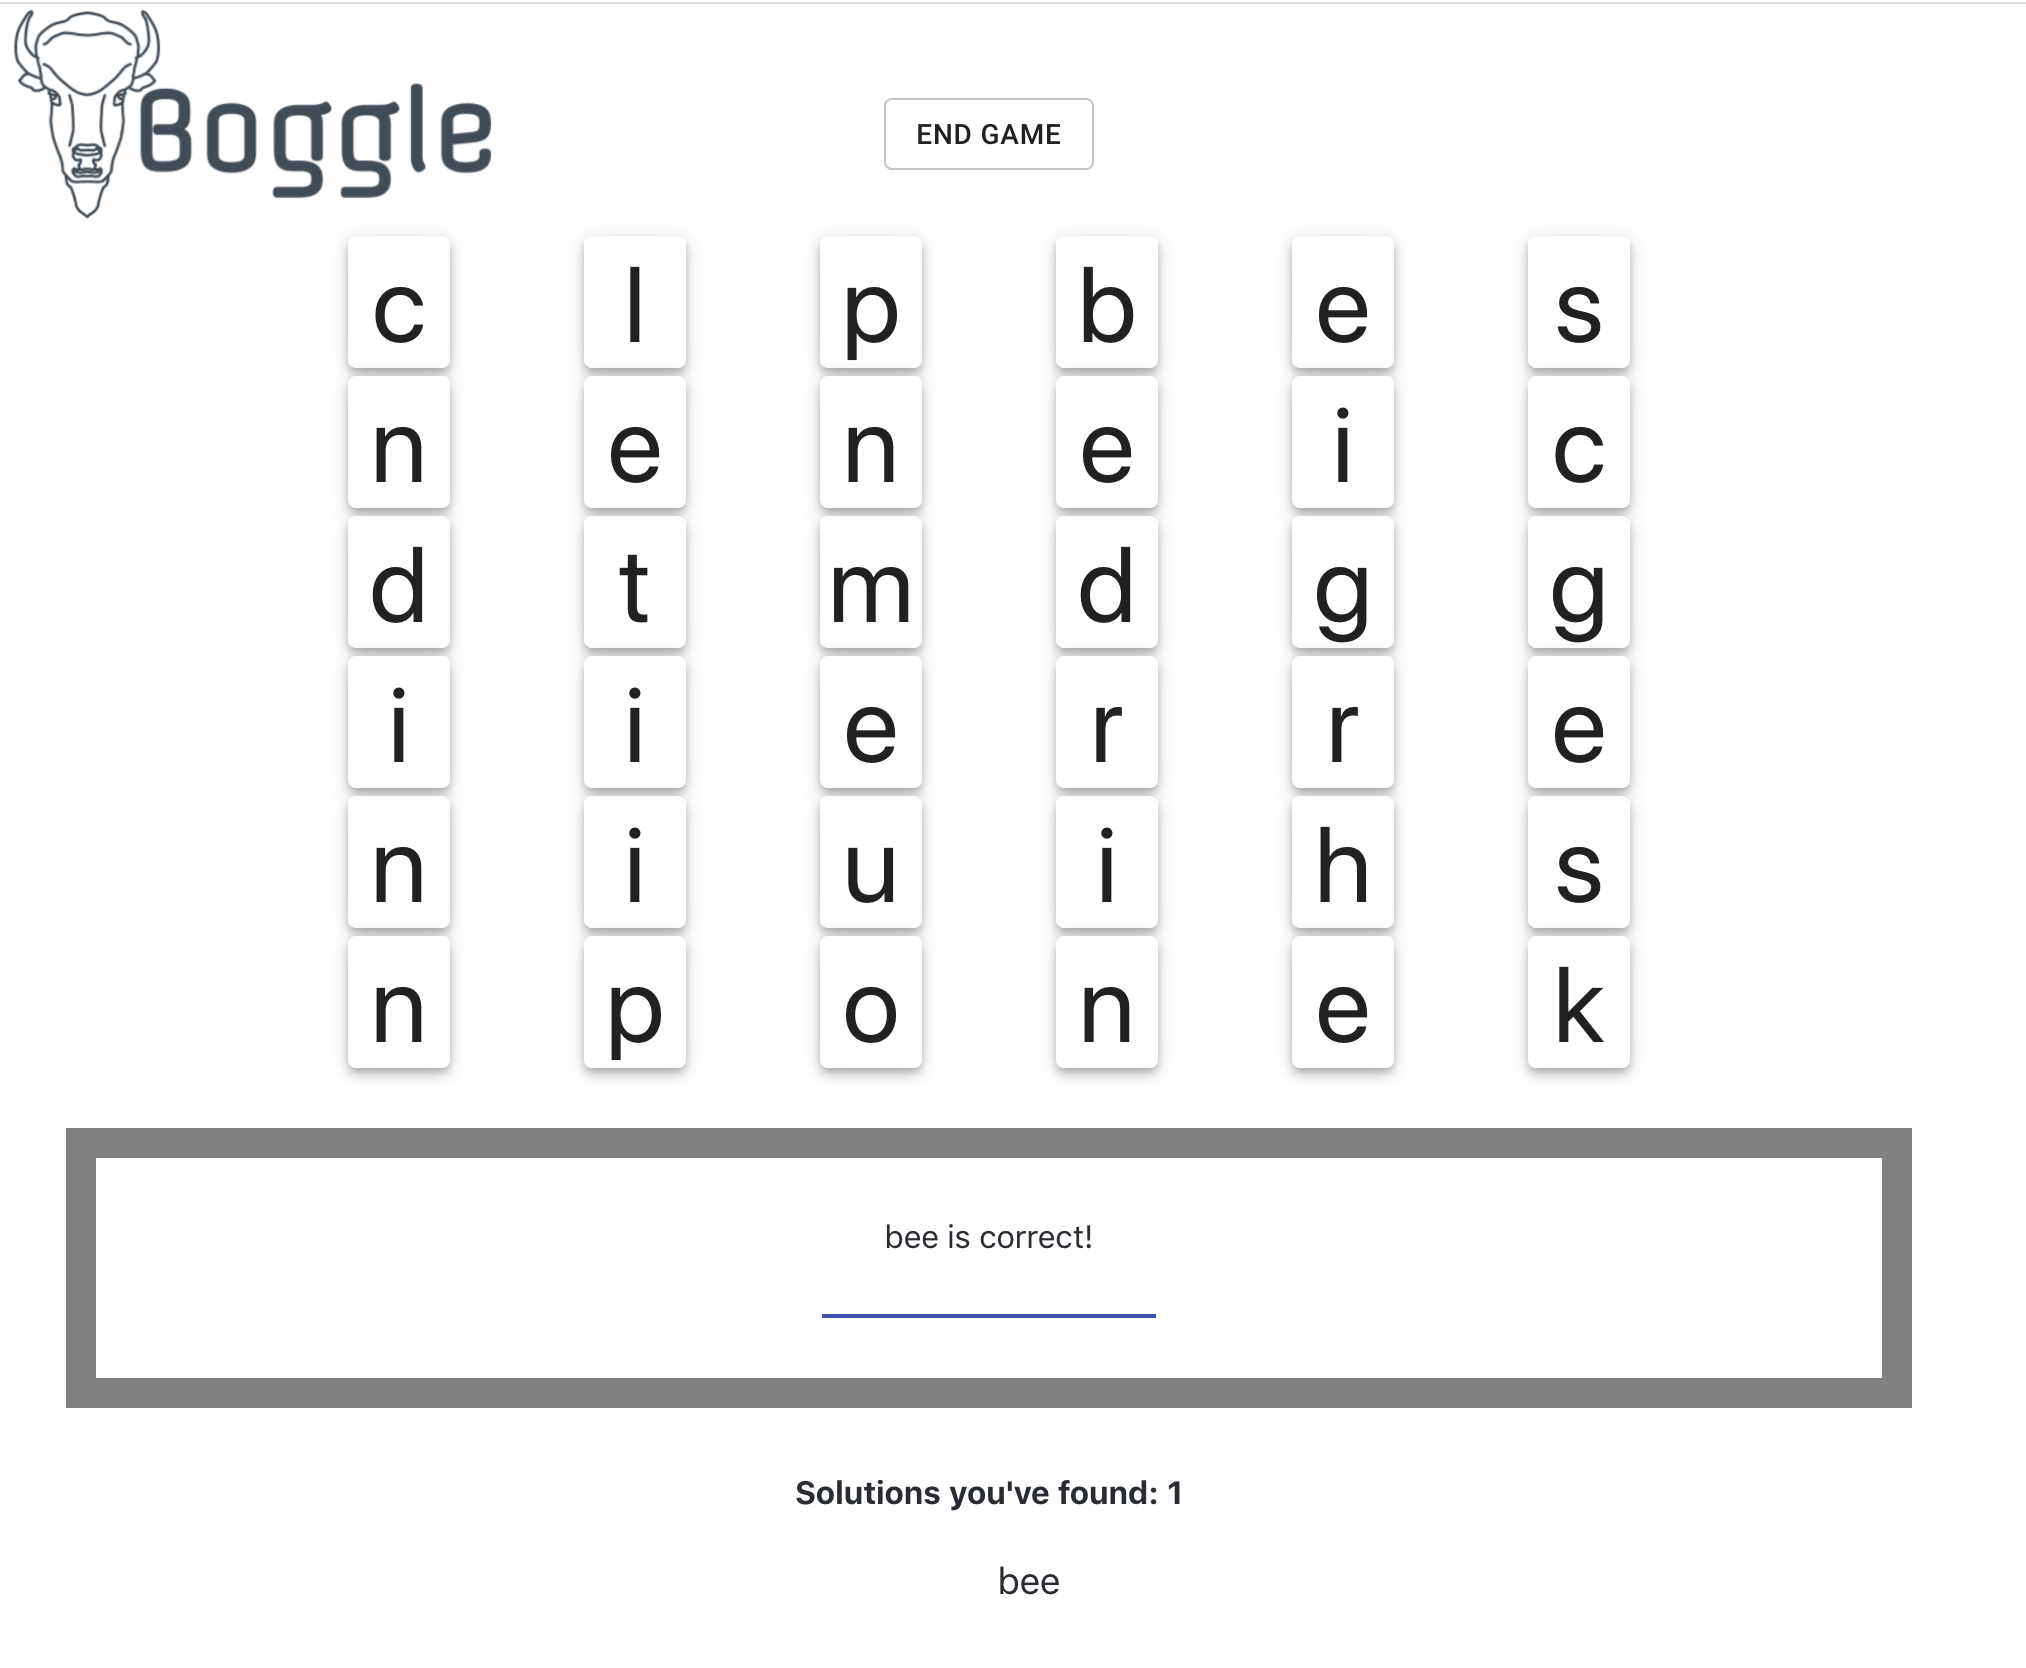 Boggle
END GAME
c l p b e s
n e n e i c
d t m d g g
i i e r r e
n i u i h s
n p o n e k
bee is correct!
Solutions you've found: 1
bee